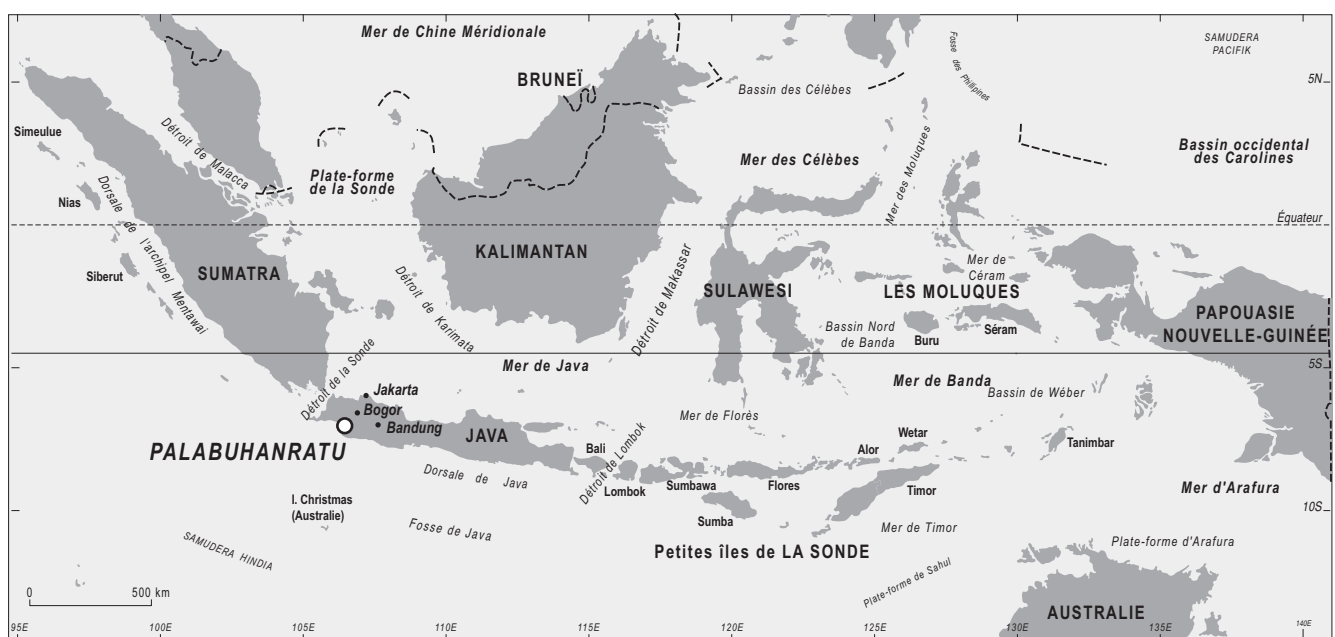 Mer de Chine Méridionale
SAMUDERA
PACIFIK
Fosse des Phillipines
BRUNEÏ
5N
Bassin des Célèbes
Simeulue
Détroit de Malacca
Mer des Célèbes
Mer des Moluques
Bassin occidental
des Carolines
Plate-forme
de la Sonde
Nias
Dorsale de l'archipel Mentawai
Équateur
Siberut
SUMATRA
KALIMANTAN
Détroit de Karimata
Détroit de Makassar
SULAWESI
Mer de
Céram
LES MOLUQUES
PAPOUASIE
NOUVELLE-GUINÉE
Bassin Nord
de Banda
Buru
Séram
Détroit de la Sonde
Mer de Java
5S
Jakarta
Bogor
Bandung
Mer de Banda
Bassin de Wéber
Mer de Florès
PALABUHANRATU
JAVA
Bali
Détroit de Lombok
Lombok
Sumbawa
Flores
Alor
Wetar
Tanimbar
Dorsale de Java
Sumba
Timor
Mer d'Arafura
I. Christmas
(Australie)
10S
Fosse de Java
Mer de Timor
SAMUDERA HINDIA
Petites îles de LA SONDE
Plate-forme d'Arafura
Plate-forme de Sahul
AUSTRALIE
0 500 km
95E 100E 105E 110E 115E 120E 125E 130E 135E 140E